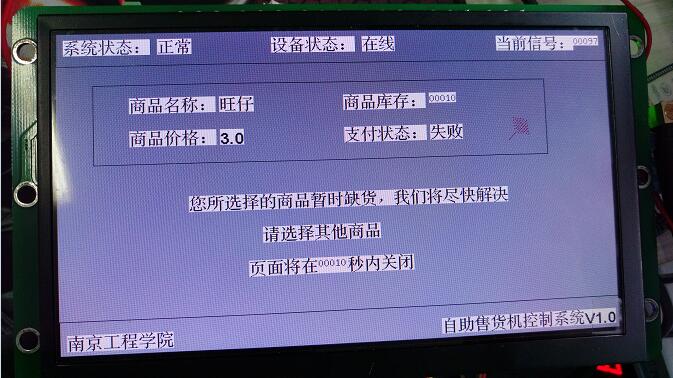 系统状态： 正常 设备状态： 在线 当前信号：00097
商品名称：旺仔 商品库存：00010
商品价格：3.0 支付状态：失败
您所选择的商品暂时缺货，我们将尽快解决
请选择其他商品
页面将在00010秒内关闭
南京工程学院 自助售货机控制系统V1.0